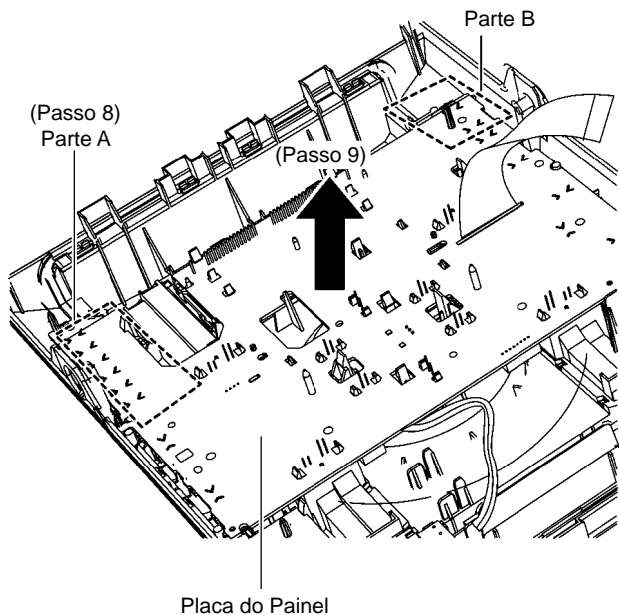 Parte B
(Passo 8)
Parte A
(Passo 9)
Placa do Painel